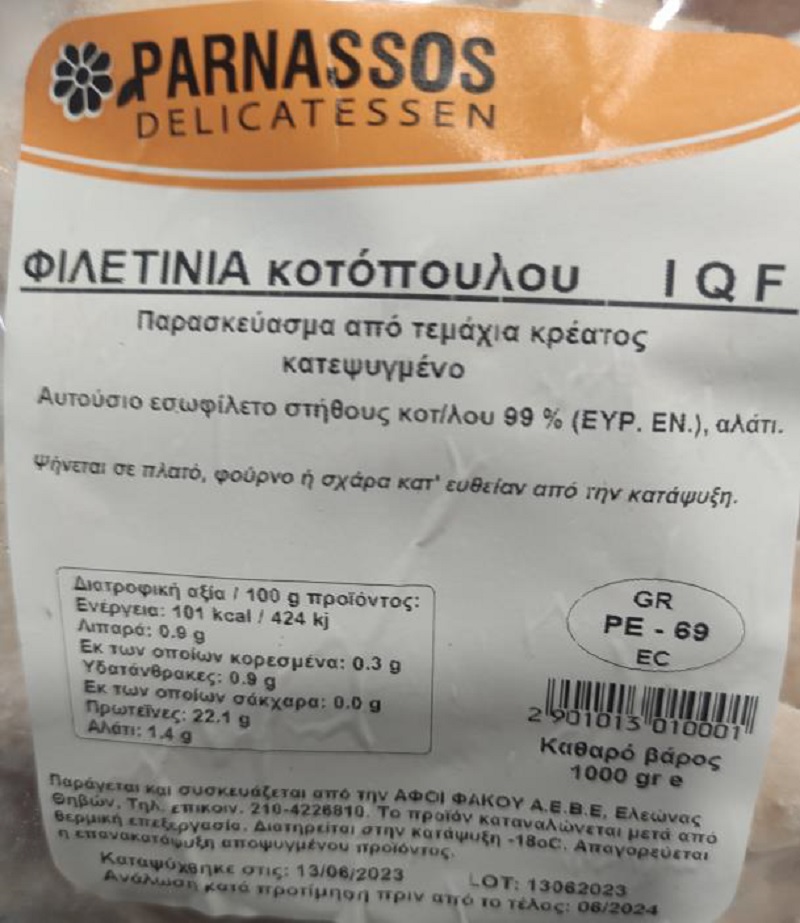 PARNASSOS
DELICATESSEN
ΦΙΛΕΤΙΝΙΑ ΚΟΤόΠΟυλου IQF
Παρασκεύασμα από τεμάχια κρέατος
κατεψυγμένο
Αυτούσιο εσωφίλετο στήθους κοτ/λου 99 % (ΕΥΡ. ΕΝ.), αλάτι.
Ψήνεται σε πλατό, φούρνο ή σχάρα κατ' ευθείαν από την κατάψυξη.
Διατροφική αξία / 100 g προϊόντος:
Ενέργεια: 101 kcal / 424 kj
Λιπαρά: 0.9 g
Εκ των οποίων κορεσμένα: 0.3 g
Υδατάνθρακες: 0.9 g
Εκ των οποίων σάκχαρα: 0.0 g
Πρωτεΐνες: 22.1 g
Αλάτι: 1.4 g
GR
PE - 69
EC
2 901013 010001
Καθαρό βάρος
1000 gr e
Παράγεται και συσκευάζεται από την ΑΦΟΙ ΦΑΚΟΥ Α.Ε.Β.Ε, Ελεώνας
Θηβών, Τηλ. επικοιν. 210-4226810. Το προϊόν καταναλώνεται μετά από
θερμική επεξεργασία. Διατηρείται στην κατάψυξη -18οC. Απαγορεύεται
η επανακατάψυξη αποψυγμένου προϊόντος.
Καταψύχθηκε στις: 13/06/2023 LOT: 13062023
Ανάλωση κατά προτίμηση πριν από το τέλος: 06/2024